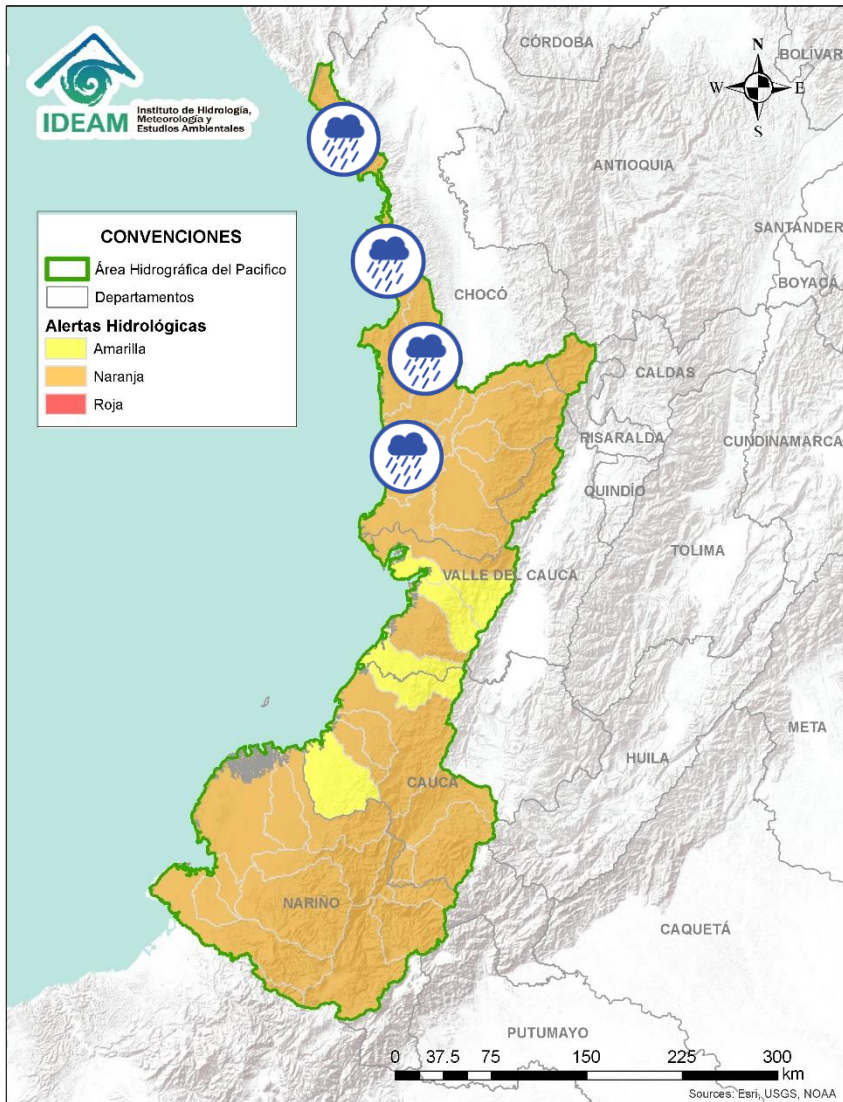 IDEAM
Instituto de Hidrología,
Meteorología y
Estudios Ambientales
CÓRDOBA
BOLÍVAR
N
W
E
S
ANTIOQUIA
SANTANDER
BOYACÁ
CONVENCIONES
Área Hidrográfica del Pacifico
Departamentos
Alertas Hidrológicas
Amarilla
Naranja
Roja
CHOCÓ
CALDAS
RISARALDA
CUNDINAMARCA
QUINDÍO
TOLIMA
VALLE DEL CAUCA
META
HUILA
CAUCA
NARIÑO
CAQUETÁ
PUTUMAYO
0 37.5 75 150 225 300
km
Sources: Esri, USGS, NOAA